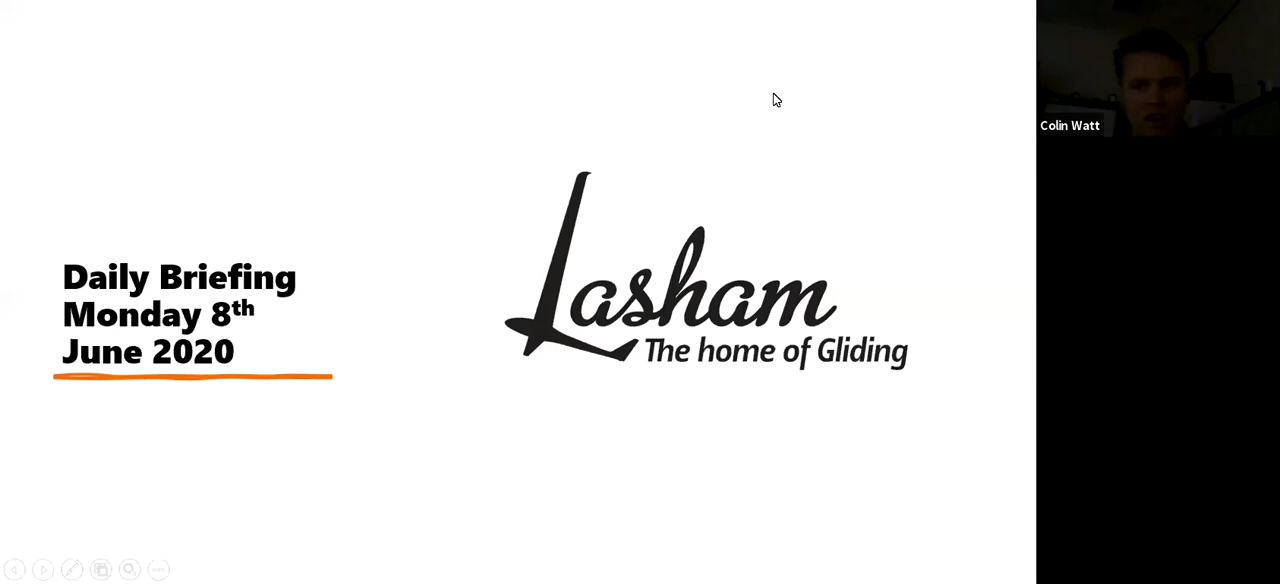 Daily Briefing
Monday 8th
June 2020
Lasham
The home of Gliding
Colin Watt